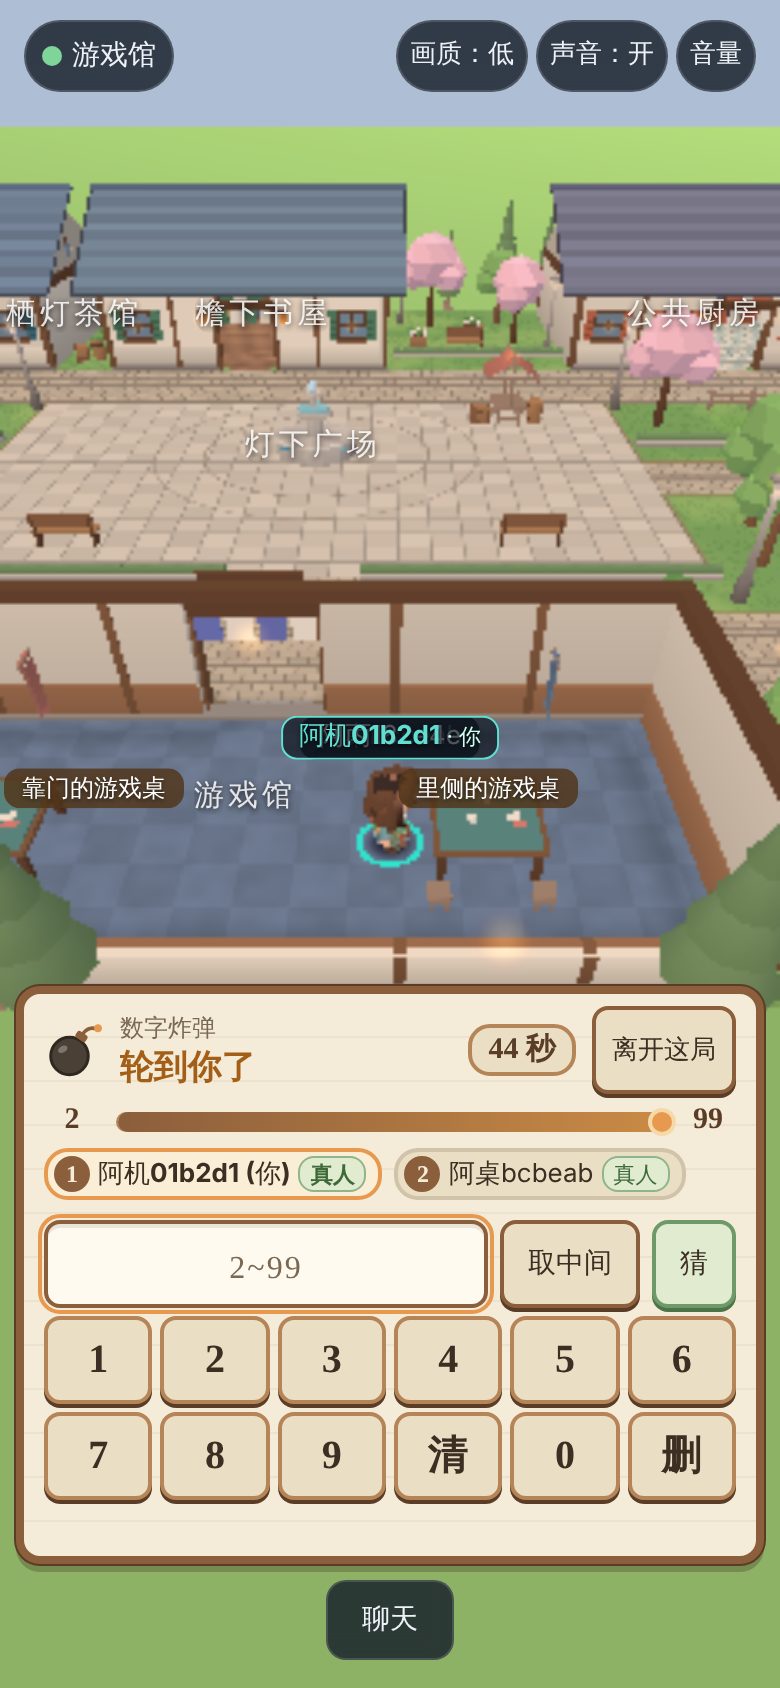 游戏馆
画质：低
声音：开
音量
栖灯茶馆
檐下书屋
公共厨房
灯下广场
阿机01b2d1 · 你
靠门的游戏桌
游戏馆
里侧的游戏桌
数字炸弹
轮到你了
44 秒
离开这局
2
99
1 阿机01b2d1 (你) 真人
2 阿桌bcbeab 真人
2~99
取中间
猜
1 2 3 4 5 6
7 8 9 清 0 删
聊天